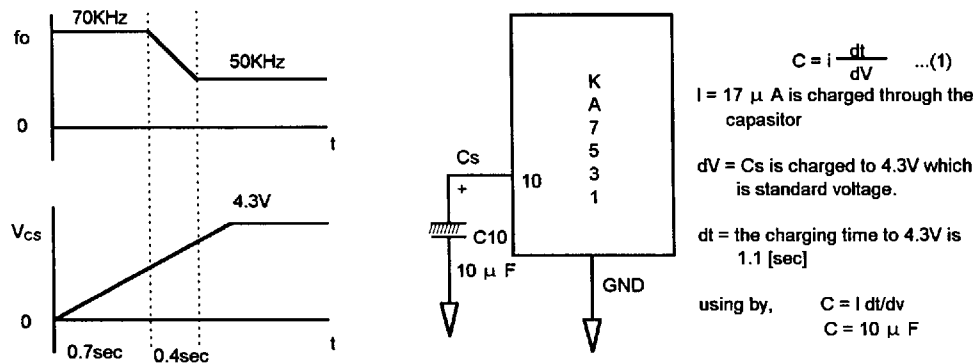 70KHz
fo
50KHz
0
t
4.3V
Vcs
0
t
0.7sec
0.4sec
K
A
7
5
3
1
Cs
+
10
C10
10 μ F
GND
C = i dt/dV ...(1)
I = 17 μ A is charged through the
capasitor
dV = Cs is charged to 4.3V which
is standard voltage.
dt = the charging time to 4.3V is
1.1 [sec]
using by, C = I dt/dv
C = 10 μ F